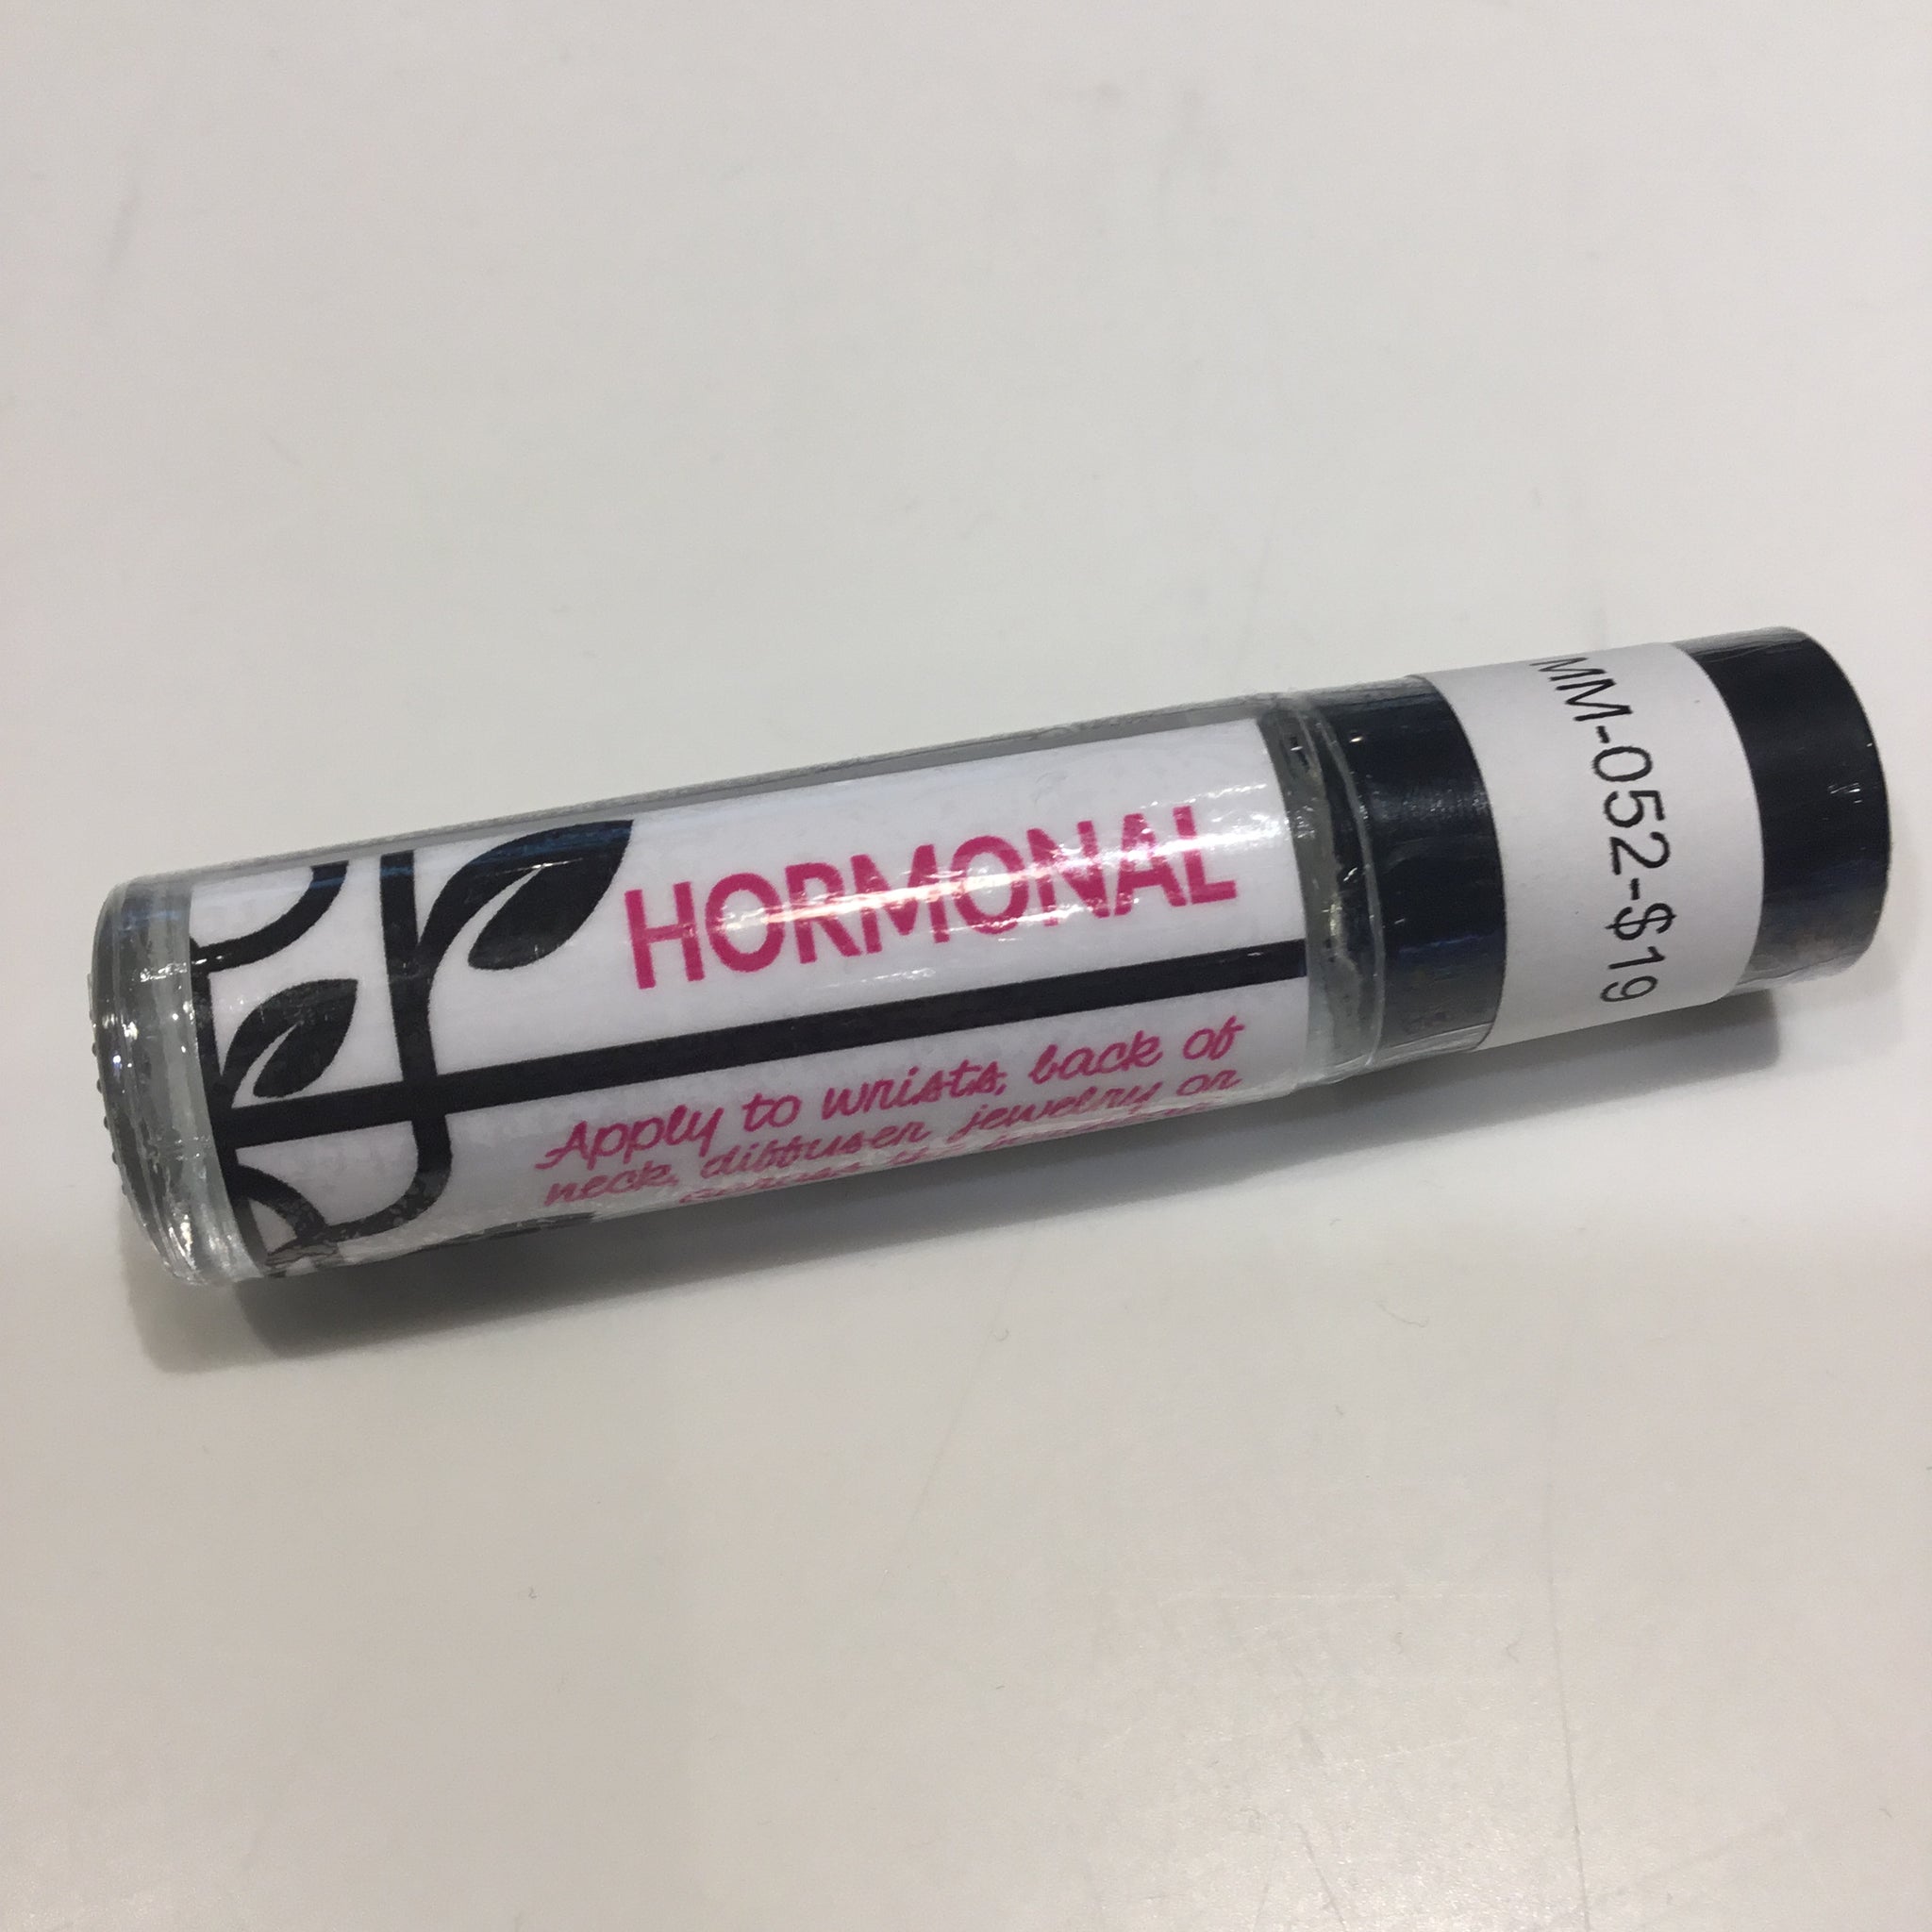 HORMONAL
Apply to wrists, back of
neck, diffuser jewelry or
MM-052-$19